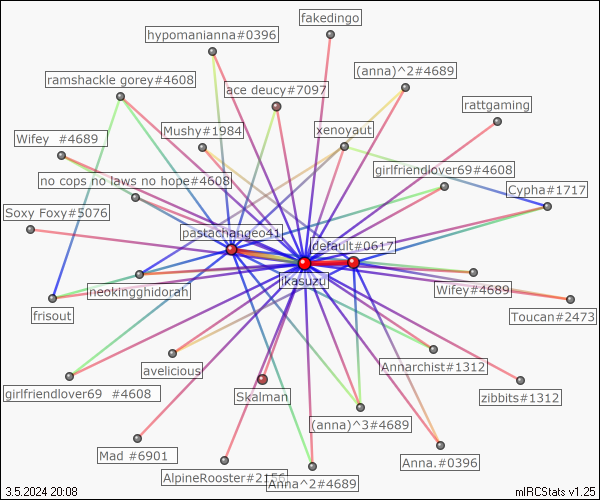 fakedingo
hypomanianna#0396
(anna)^2#4689
ramshackle gorey#4608
ace deucy#7097
rattgaming
Mushy#1984
xenoyaut
Wifey #4689
girlfriendlover69#4608
no cops no laws no hope#4608
Cypha#1717
Soxy Foxy#5076
pastachangeo41
default#0617
jkasuzu
neokingghidorah
Wifey#4689
frisout
Toucan#2473
avelicious
Annarchist#1312
girlfriendlover69 #4608
Skalman
zibbits#1312
(anna)^3#4689
Mad #6901
Anna.#0396
AlpineRooster#2156
Anna^2#4689
3.5.2024 20:08
mIRCStats v1.25